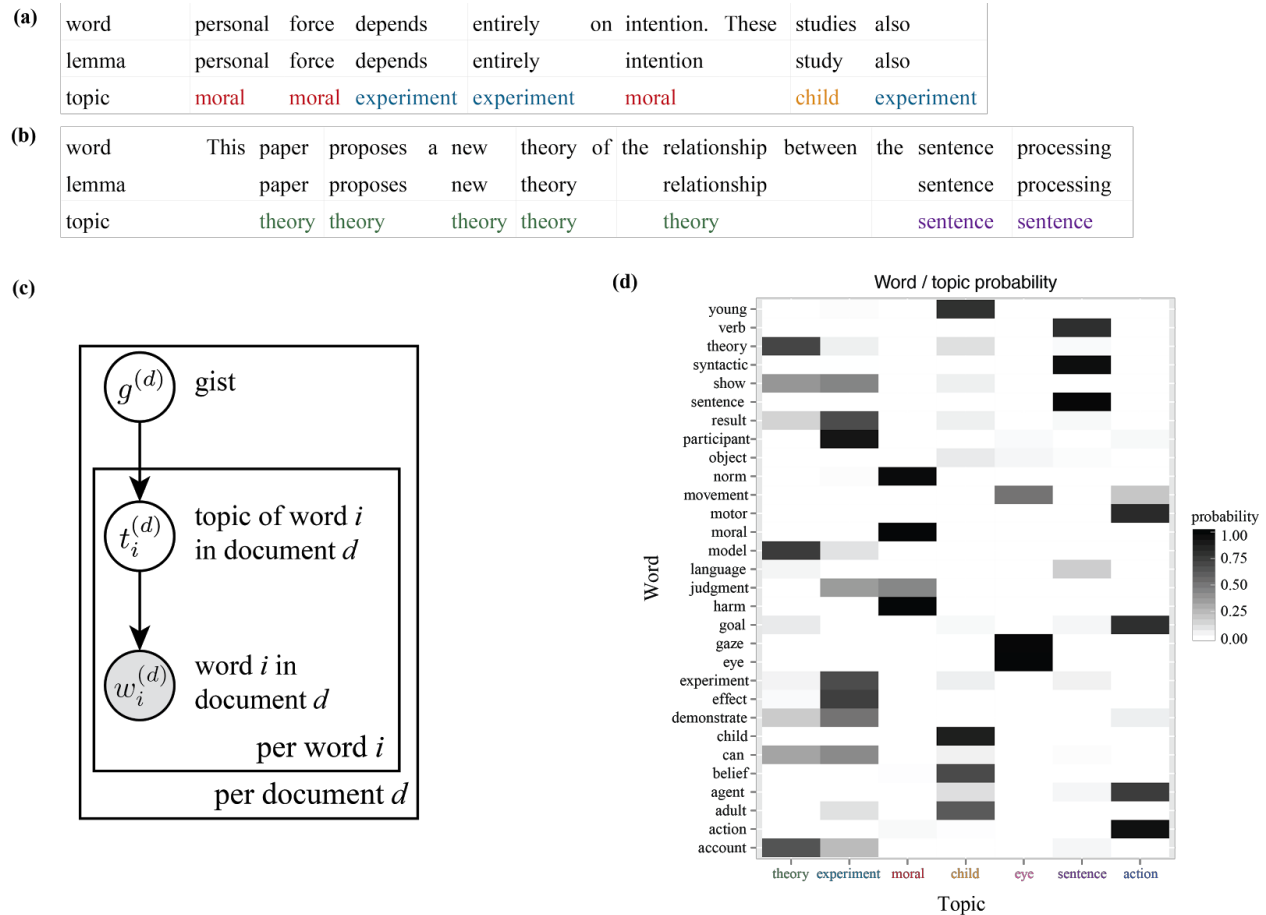 (a)
word personal force depends entirely on intention. These studies also
lemma personal force depends entirely intention study also
topic moral moral experiment experiment moral child experiment
(b)
word This paper proposes a new theory of the relationship between the sentence processing
lemma paper proposes new theory relationship sentence processing
topic theory theory theory theory theory sentence sentence
(c)
g(d) gist
ti(d) topic of word i
in document d
wi(d) word i in
document d
per word i
per document d
(d)
Word / topic probability
young
verb
theory
syntactic
show
sentence
result
participant
object
norm
movement
motor
moral
model
language
judgment
harm
goal
gaze
eye
experiment
effect
demonstrate
child
can
belief
agent
adult
action
account
Word
theory experiment moral child eye sentence action
Topic
probability
1.00
0.75
0.50
0.25
0.00